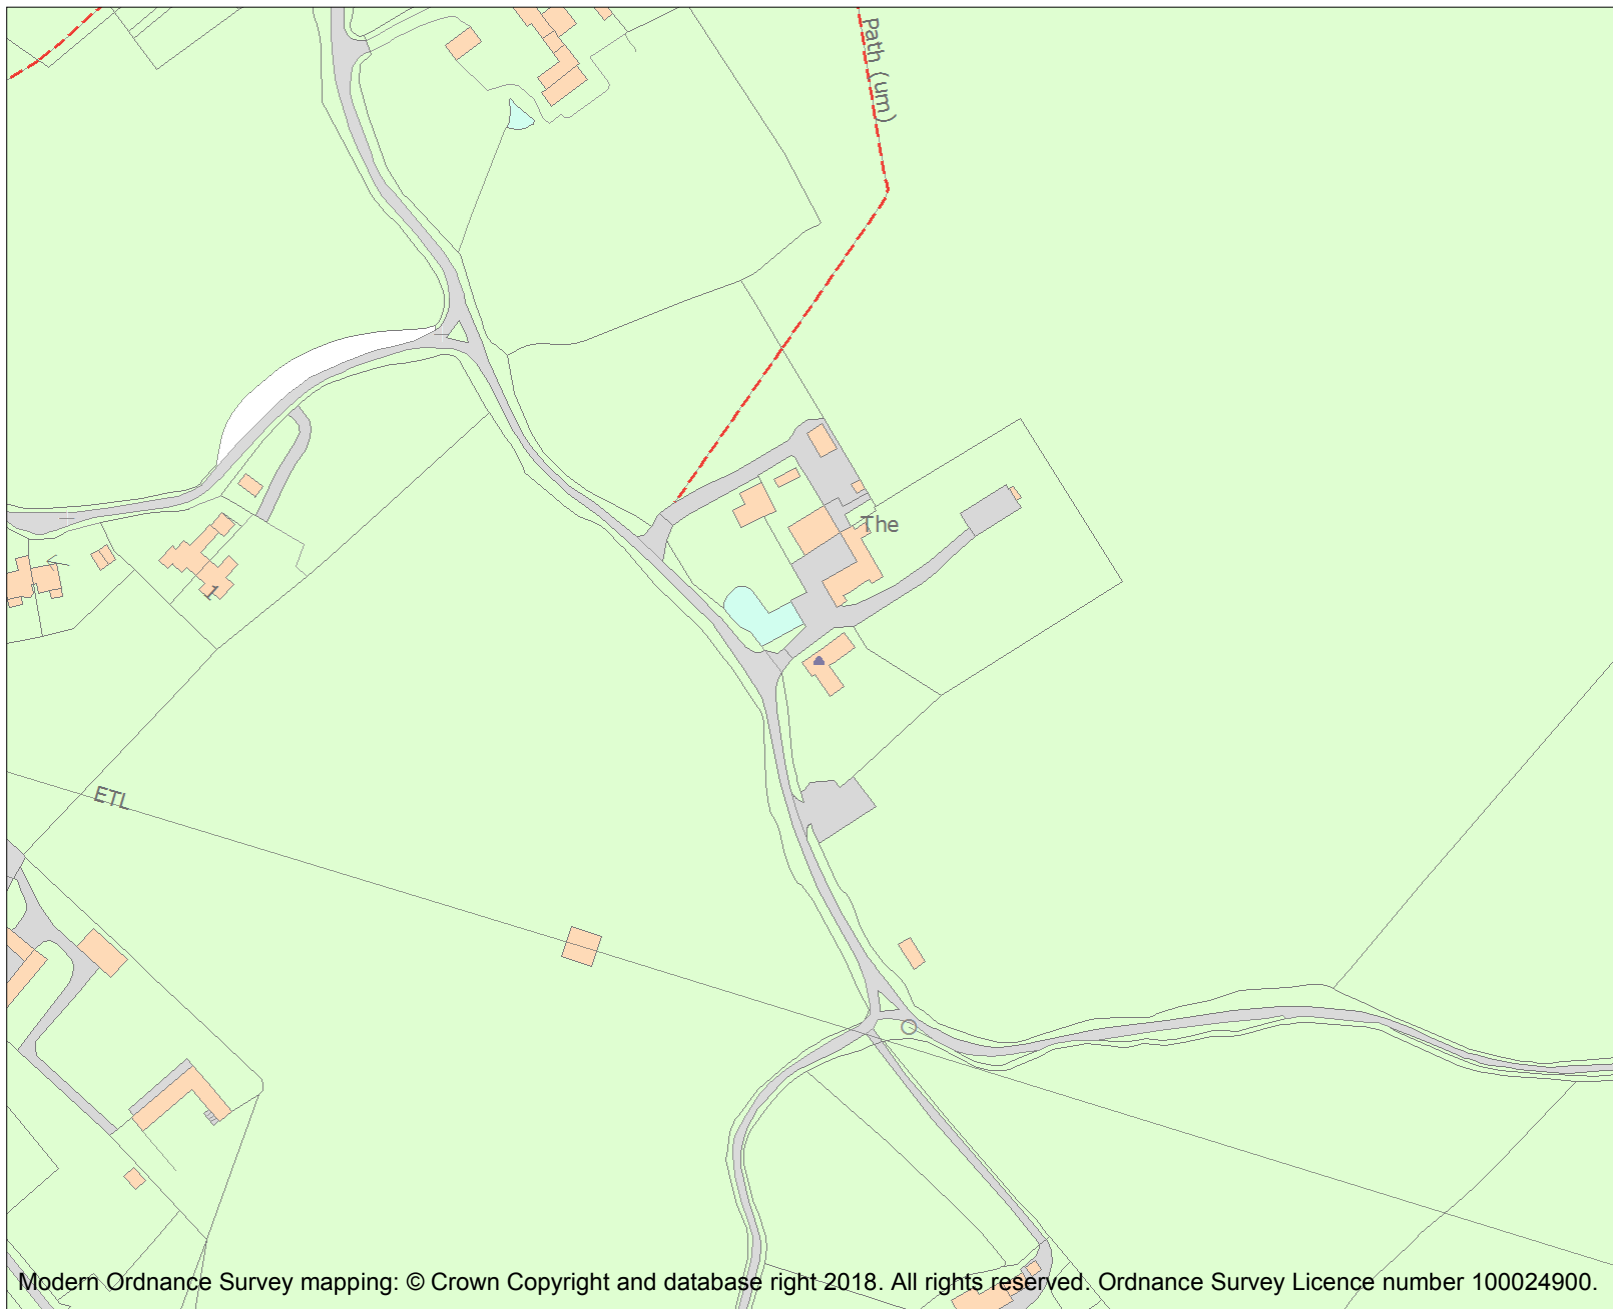 Path (um)
The
1
ETL
Modern Ordnance Survey mapping: © Crown Copyright and database right 2018. All rights reserved. Ordnance Survey Licence number 100024900.